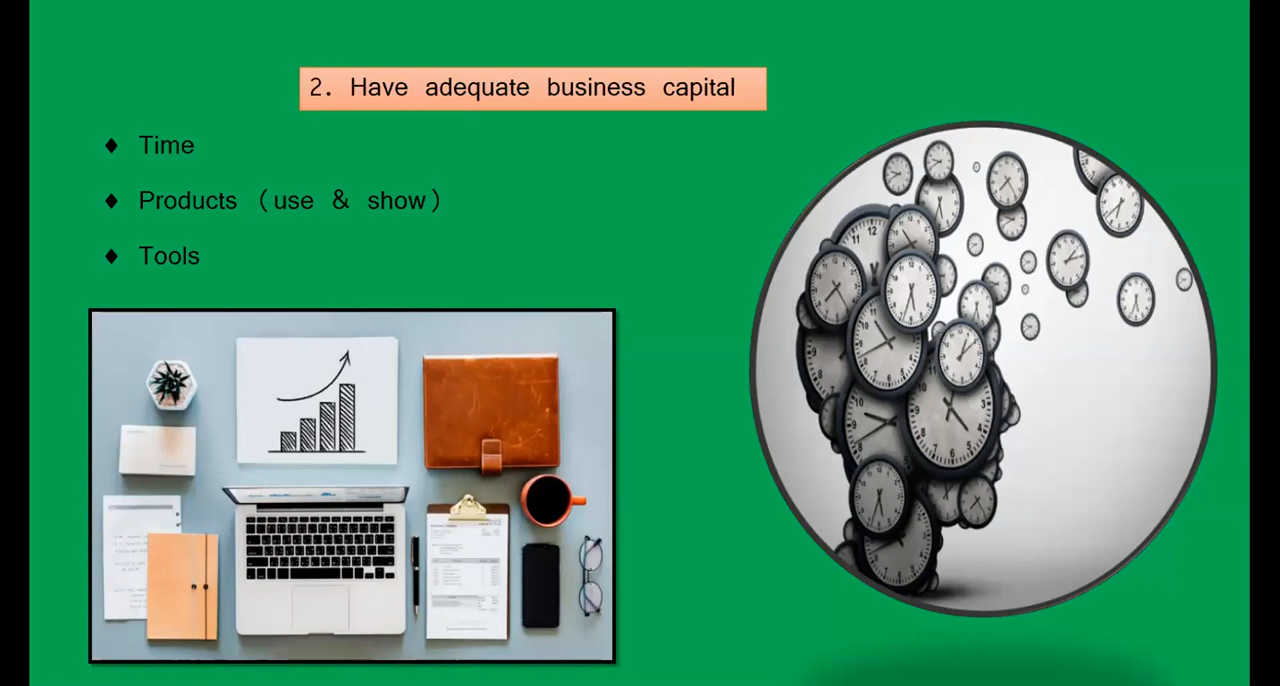 2. Have adequate business capital
♦ Time
♦ Products （use & show）
♦ Tools